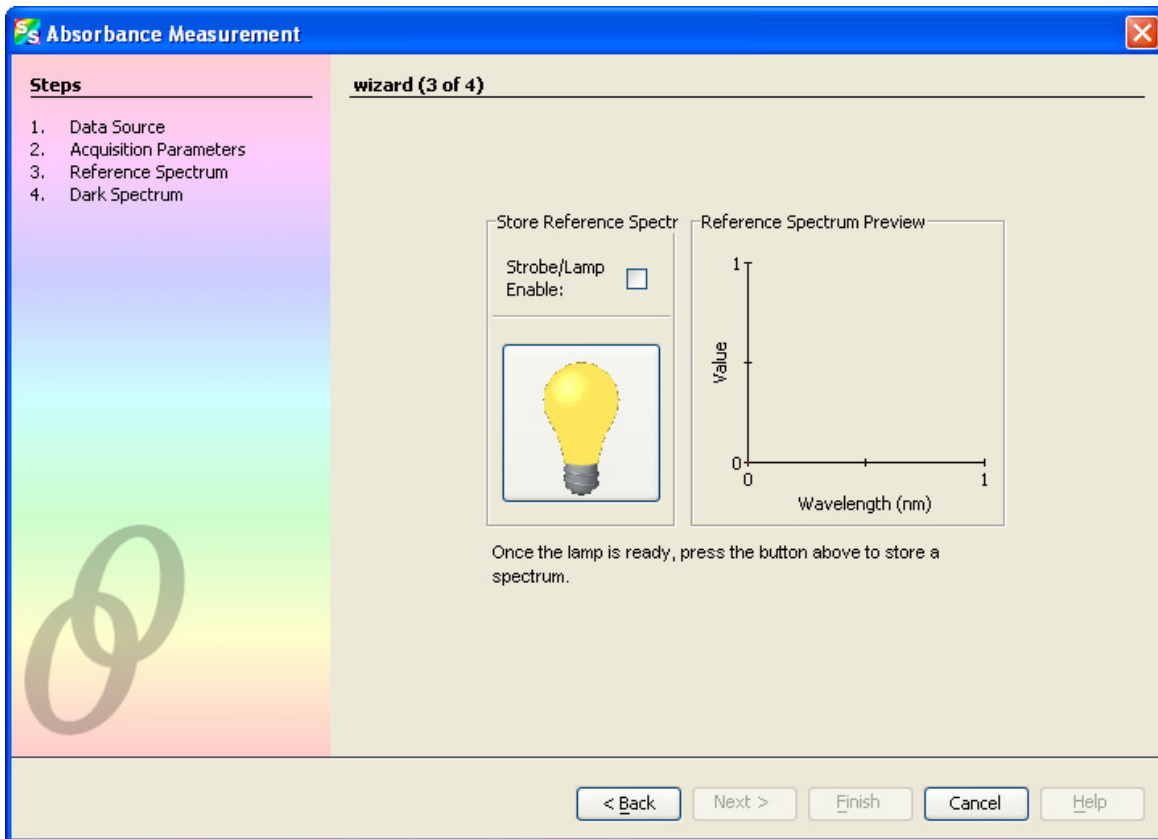 Absorbance Measurement
Steps
1. Data Source
2. Acquisition Parameters
3. Reference Spectrum
4. Dark Spectrum
wizard (3 of 4)
Store Reference Spectr
Strobe/Lamp
Enable:
Reference Spectrum Preview
1
Value
0
0
1
Wavelength (nm)
Once the lamp is ready, press the button above to store a
spectrum.
< Back
Next >
Finish
Cancel
Help